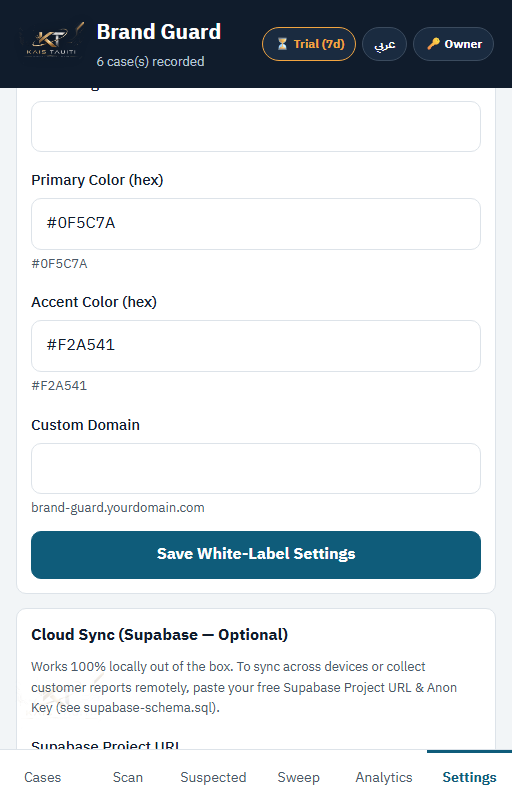 KT
KAIS TAUITI
Brand Guard
6 case(s) recorded
Trial (7d)
عربي
Owner
Primary Color (hex)
#0F5C7A
#0F5C7A
Accent Color (hex)
#F2A541
#F2A541
Custom Domain
brand-guard.yourdomain.com
Save White-Label Settings
Cloud Sync (Supabase — Optional)
Works 100% locally out of the box. To sync across devices or collect
customer reports remotely, paste your free Supabase Project URL & Anon
Key (see supabase-schema.sql).
Supabase Project URL
Cases
Scan
Suspected
Sweep
Analytics
Settings